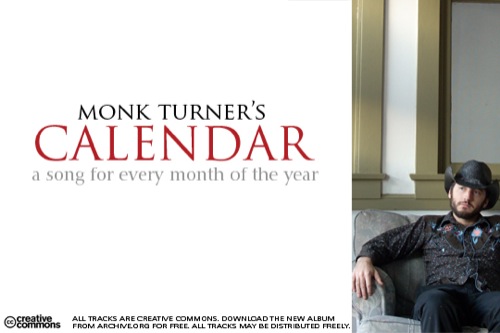 MONK TURNER'S
CALENDAR
a song for every month of the year
cc creative commons
ALL TRACKS ARE CREATIVE COMMONS. DOWNLOAD THE NEW ALBUM
FROM ARCHIVE.ORG FOR FREE. ALL TRACKS MAY BE DISTRIBUTED FREELY.